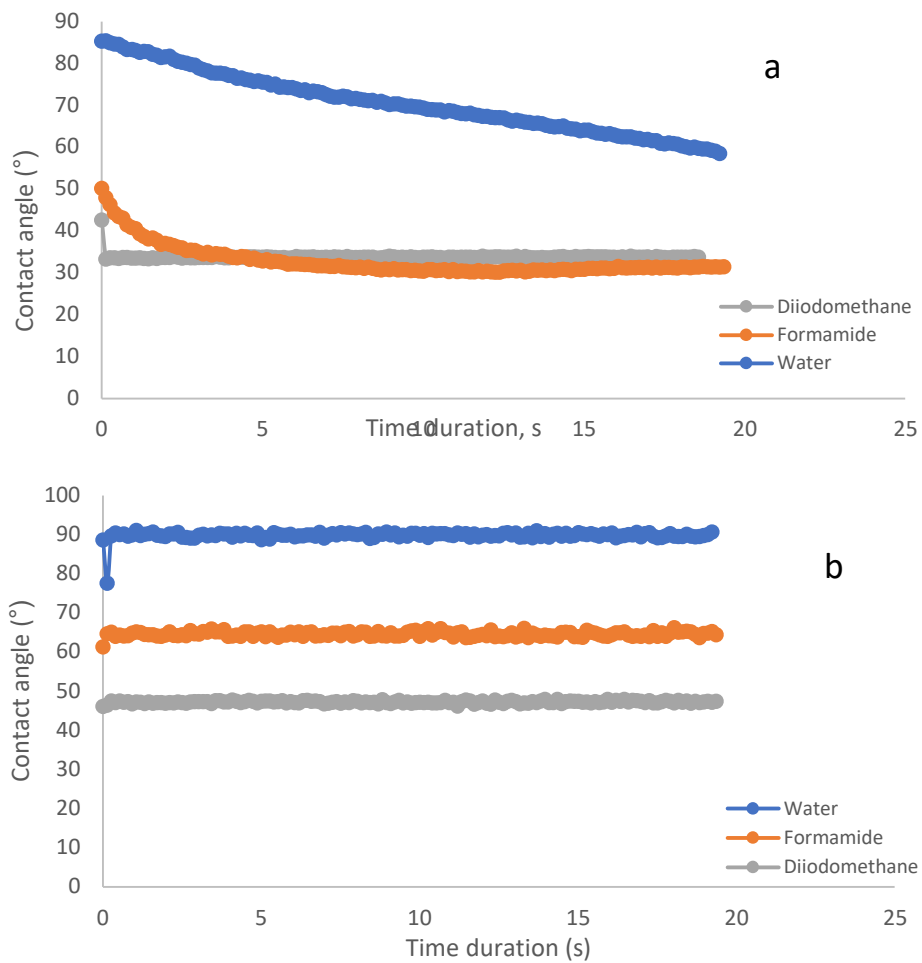 a
90
80
70
60
50
40
30
20
10
0
Contact angle (°)
Diiodomethane
Formamide
Water
0 5 10 15 20 25
Time duration, s
b
100
90
80
70
60
50
40
30
20
10
0
Contact angle (°)
Water
Formamide
Diiodomethane
0 5 10 15 20 25
Time duration (s)